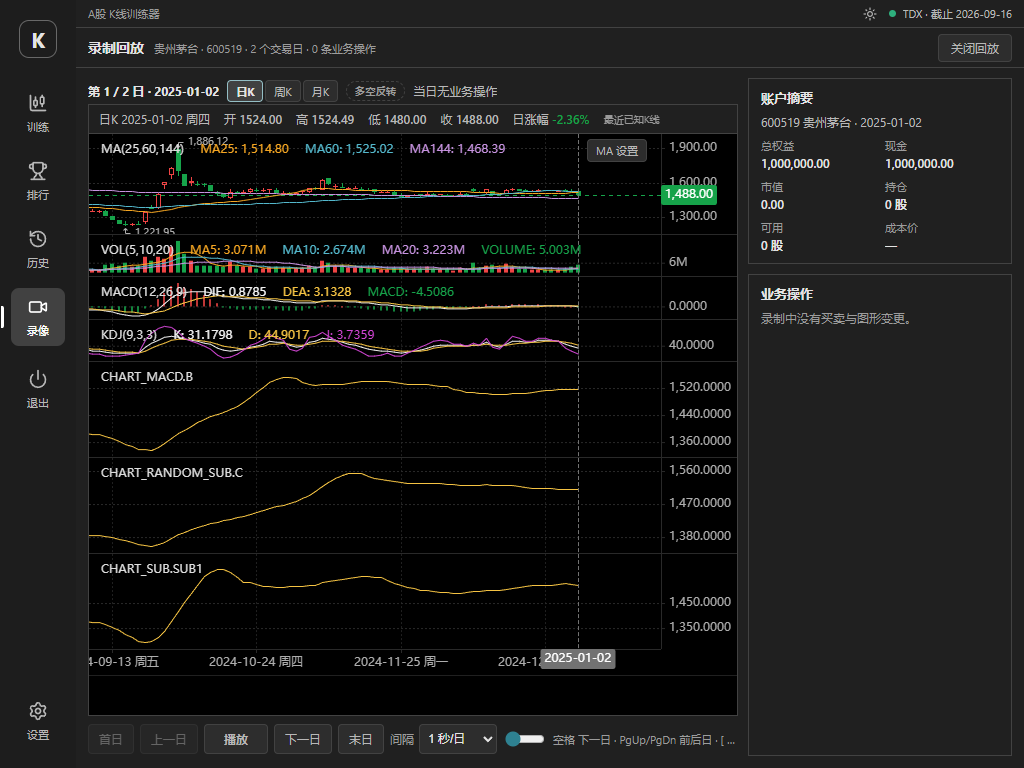 A股 K线训练器
TDX · 截止 2026-09-16
K
训练
排行
历史
录像
退出
设置
录制回放 贵州茅台 · 600519 · 2 个交易日 · 0 条业务操作
关闭回放
第 1 / 2 日 · 2025-01-02 日K 周K 月K 多空反转 当日无业务操作
日K 2025-01-02 周四 开 1524.00 高 1524.49 低 1480.00 收 1488.00 日涨幅 -2.36% 最近已知K线
MA(25,60,144) MA25: 1,514.80 MA60: 1,525.02 MA144: 1,468.39
1,886.12
MA 设置
1,900.00
1,600.00
1,488.00
1,300.00
1,221.95
VOL(5,10,20) MA5: 3.071M MA10: 2.674M MA20: 3.223M VOLUME: 5.003M
6M
MACD(12,26,9) DIF: 0.8785 DEA: 3.1328 MACD: -4.5086
0.0000
KDJ(9,3,3) K: 31.1798 D: 44.9017 J: 3.7359
40.0000
CHART_MACD.B
1,520.0000
1,440.0000
1,360.0000
CHART_RANDOM_SUB.C
1,560.0000
1,470.0000
1,380.0000
CHART_SUB.SUB1
1,450.0000
1,350.0000
4-09-13 周五 2024-10-24 周四 2024-11-25 周一 2024-12 2025-01-02
首日 上一日 播放 下一日 末日 间隔 1 秒/日 空格 下一日 · PgUp/PgDn 前后日 · [ ...
账户摘要
600519 贵州茅台 · 2025-01-02
总权益 现金
1,000,000.00 1,000,000.00
市值 持仓
0.00 0 股
可用 成本价
0 股 —
业务操作
录制中没有买卖与图形变更。